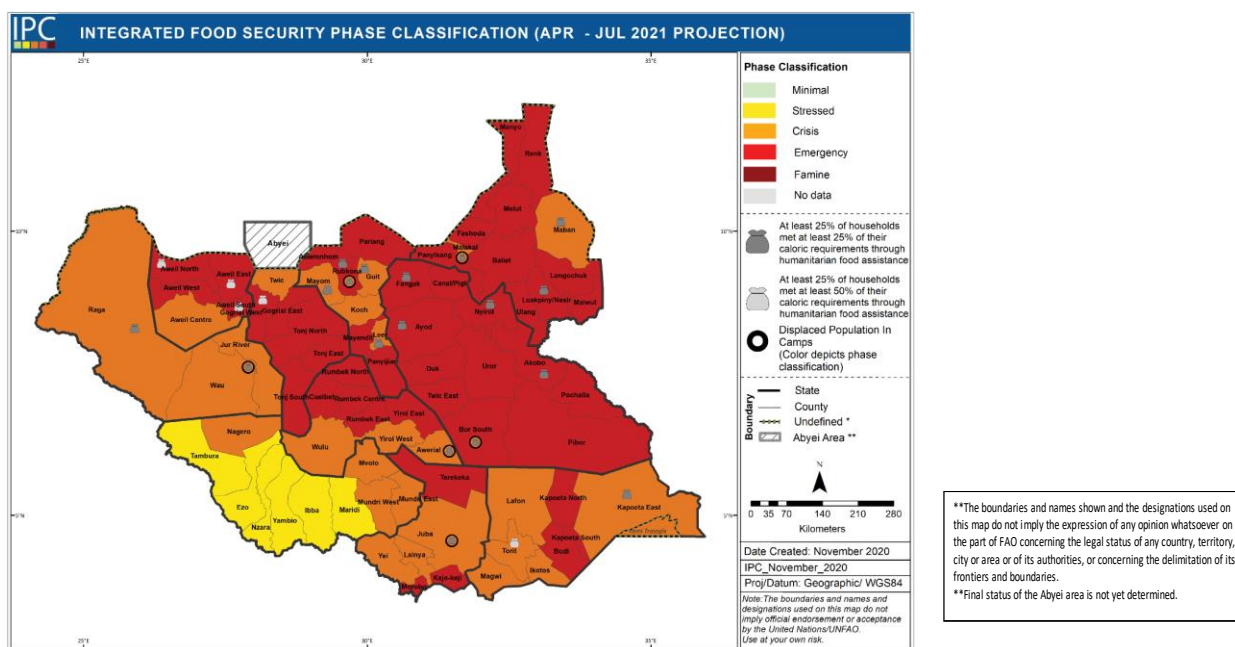 IPC
INTEGRATED FOOD SECURITY PHASE CLASSIFICATION (APR - JUL 2021 PROJECTION)
25°E
30°E
35°E
10°N
10°N
5°N
5°N
25°E
30°E
35°E
Manyo
Renk
Melut
Maban
Fashoda
Malakal
Panyikang
Baliet
Longochuk
Luakpiny/Nasir
Maiwut
Ulang
Abyei
Pariang
Abiemnhom
Rubkona
Guit
Mayom
Twic
Koch
Fangak
Canal/Pigi
Nyirol
Aweil North
Aweil East
Aweil West
Aweil South
Gogrial West
Gogrial East
Aweil Centre
Raga
Jur River
Wau
Tonj North
Tonj East
Tonj South
Mayendit
Leer
Panyijiar
Ayod
Duk
Uror
Akobo
Pochalla
Twic East
Pibor
Bor South
Rumbek North
Cueibet
Rumbek Centre
Rumbek East
Yirol East
Yirol West
Awerial
Wulu
Nagero
Tambura
Ezo
Nzara
Yambio
Ibba
Maridi
Mvolo
Mundri West
Mundri East
Terekeka
Juba
Yei
Lainya
Morobo
Kajo-keji
Lafon
Torit
Magwi
Ikotos
Kapoeta North
Kapoeta South
Budi
Kapoeta East
Phase Classification
Minimal
Stressed
Crisis
Emergency
Famine
No data
At least 25% of households
met at least 25% of their
caloric requirements through
humanitarian food assistance
At least 25% of households
met at least 50% of their
caloric requirements through
humanitarian food assistance
Displaced Population In
Camps
(Color depicts phase
classification)
Boundary
State
County
Undefined *
Abyei Area **
N
0 35 70 140 210 280
Kilometers
Date Created: November 2020
IPC_November_2020
Proj/Datum: Geographic/ WGS84
Note:The boundaries and names and
designations used on this map do not
imply official endorsement or acceptance
by the United Nations/UNFAO.
Use at your own risk.
**The boundaries and names shown and the designations used on
this map do not imply the expression of any opinion whatsoever on
the part of FAO concerning the legal status of any country, territory,
city or area or of its authorities, or concerning the delimitation of its
frontiers and boundaries.
**Final status of the Abyei area is not yet determined.